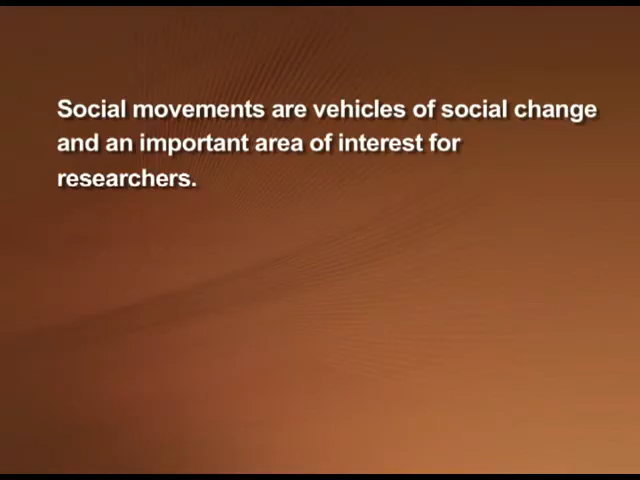 Social movements are vehicles of social change
and an important area of interest for
researchers.